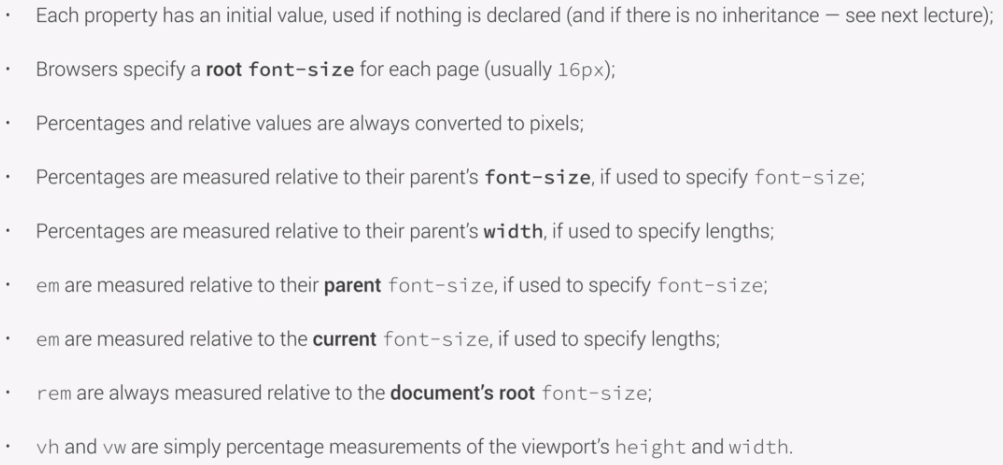 • Each property has an initial value, used if nothing is declared (and if there is no inheritance — see next lecture);
• Browsers specify a root font-size for each page (usually 16px);
• Percentages and relative values are always converted to pixels;
• Percentages are measured relative to their parent's font-size, if used to specify font-size;
• Percentages are measured relative to their parent's width, if used to specify lengths;
• em are measured relative to their parent font-size, if used to specify font-size;
• em are measured relative to the current font-size, if used to specify lengths;
• rem are always measured relative to the document's root font-size;
• vh and vw are simply percentage measurements of the viewport's height and width.